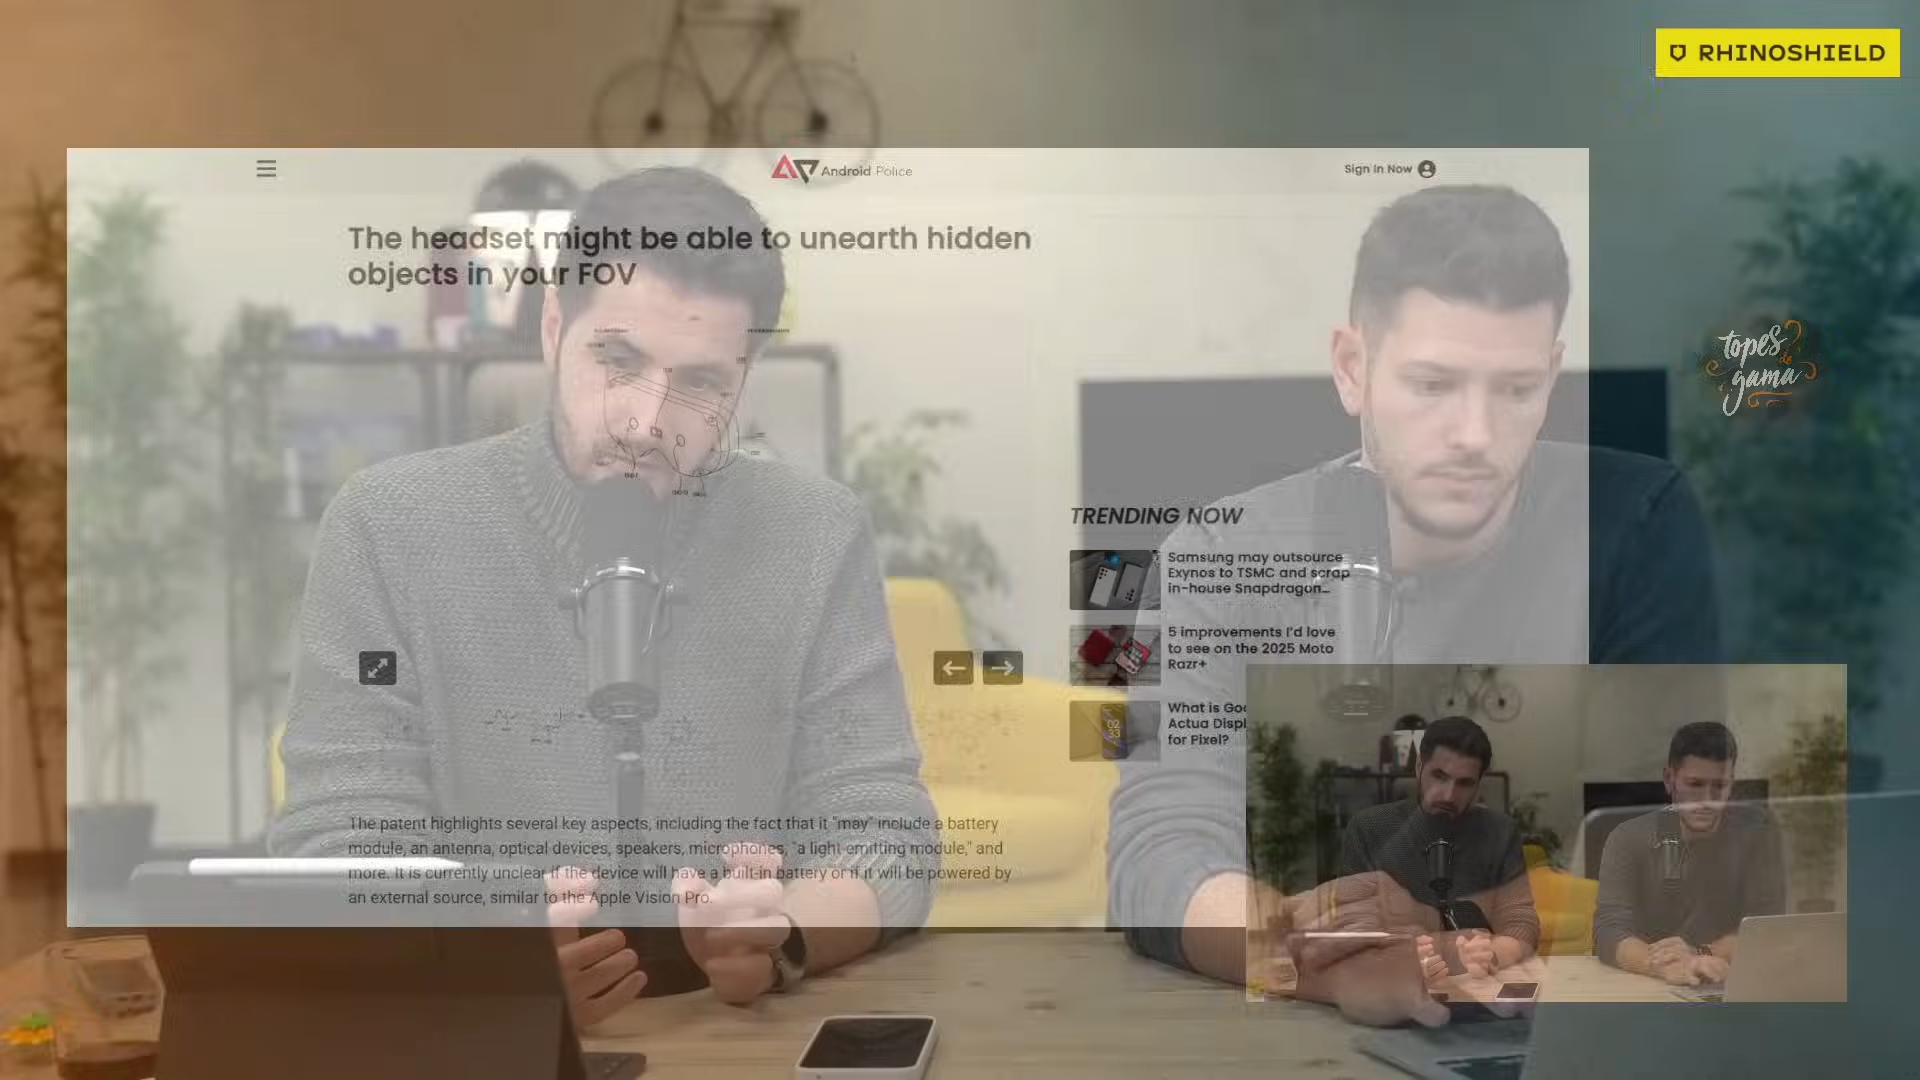 RHINOSHIELD
Android Police
Sign In Now
The headset might be able to unearth hidden
objects in your FOV
topes
de
gama
TRENDING NOW
Samsung may outsource
Exynos to TSMC and scrap
in-house Snapdragon…
5 improvements I'd love
to see on the 2025 Moto
Razr+
What is
Actua
for Pixel?
02
33
The patent highlights several key aspects, including the fact that it "may" include a battery
module, an antenna, optical devices, speakers, microphones, "a light emitting module," and
more. It is currently unclear if the device will have a built-in battery or if it will be powered by
an external source, similar to the Apple Vision Pro.